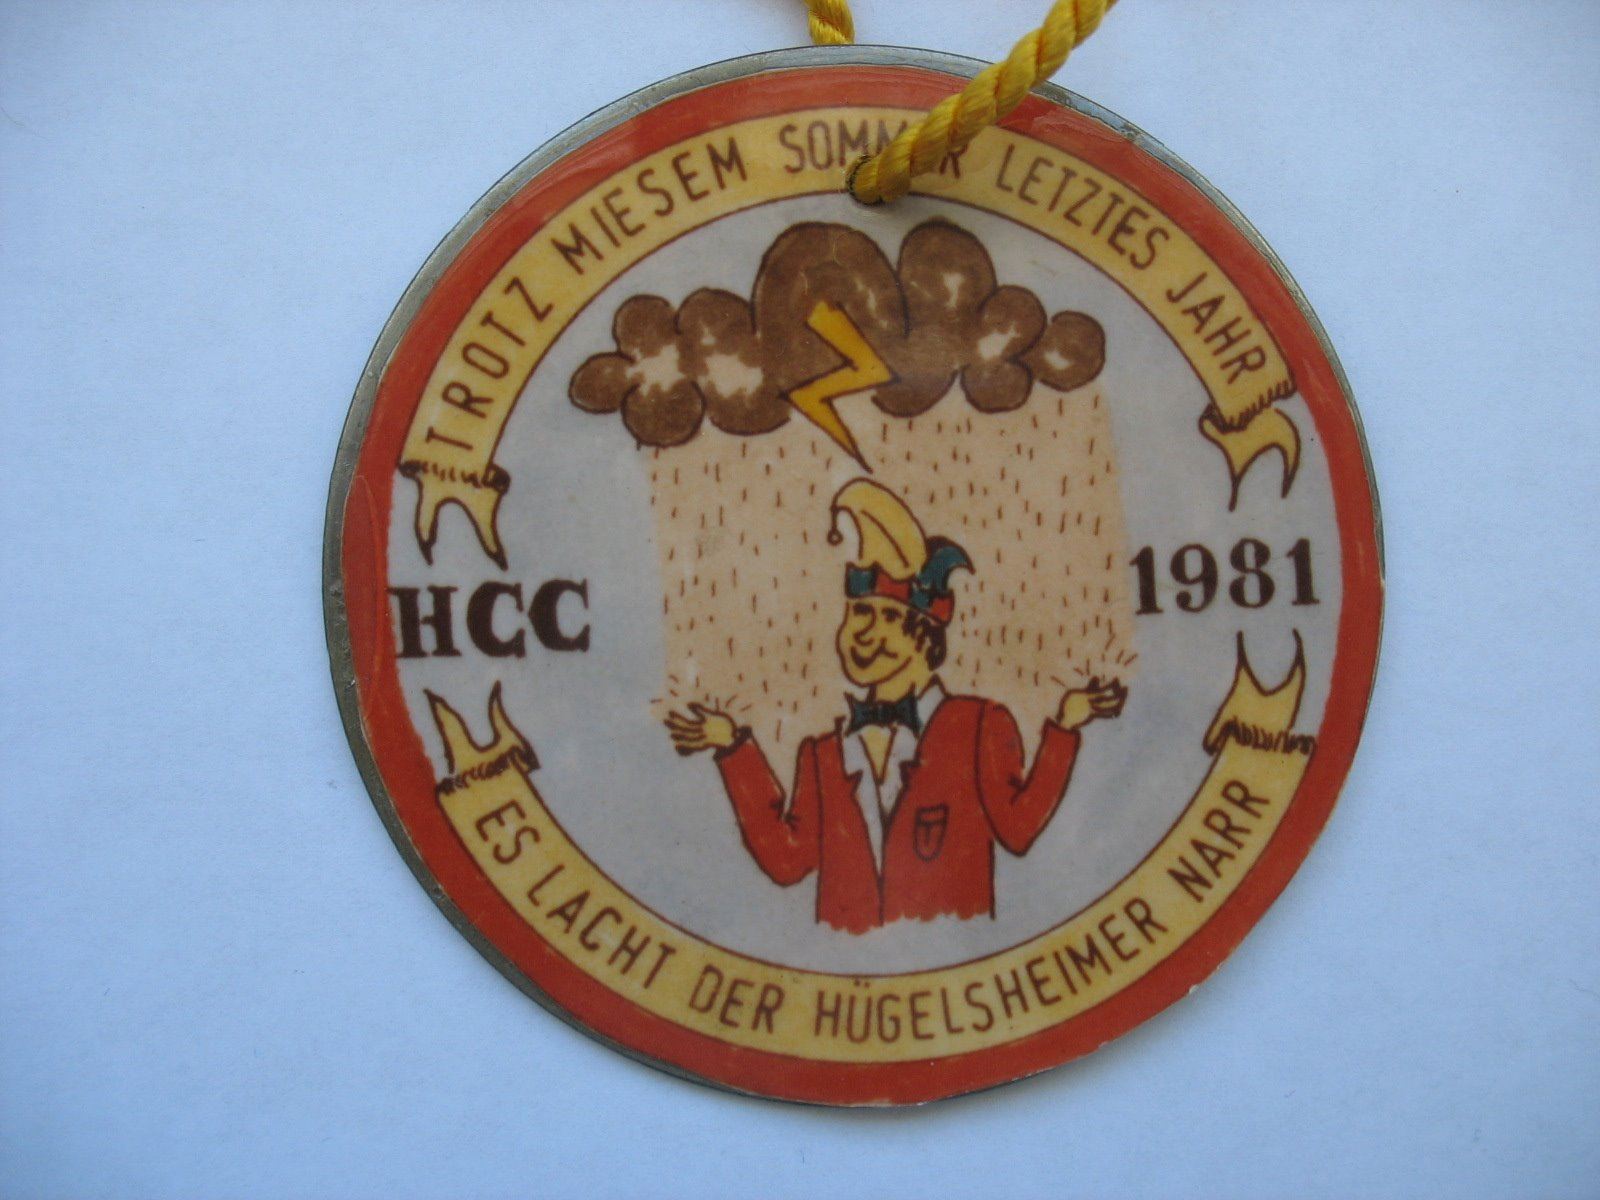 TROTZ MIESEM SOMMER LETZTES JAHR
HCC
1981
ES LACHT DER HÜGELSHEIMER NARR